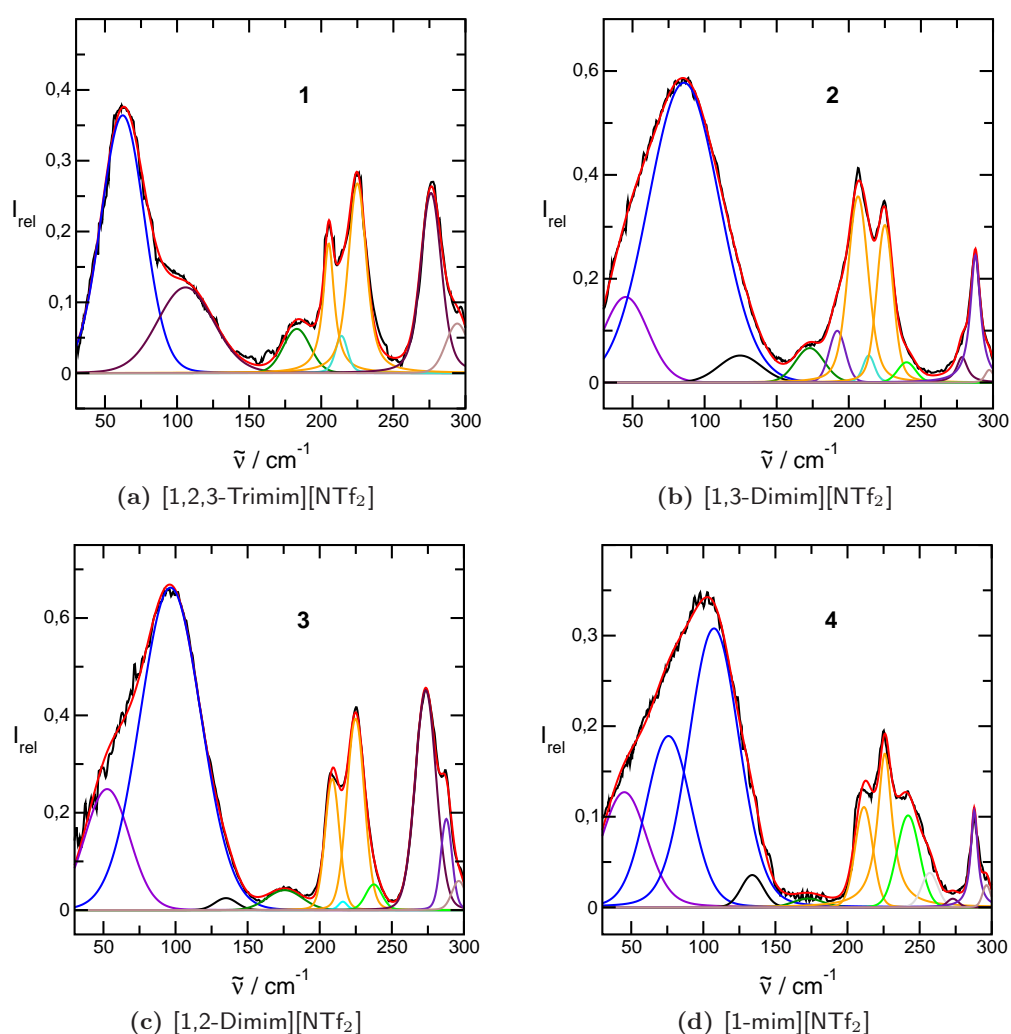 1
0,4
0,3
0,2
0,1
0
I_rel
50 100 150 200 250 300
ṽ / cm⁻¹
(a) [1,2,3-Trimim][NTf₂]
2
0,6
0,4
0,2
0
I_rel
50 100 150 200 250 300
ṽ / cm⁻¹
(b) [1,3-Dimim][NTf₂]
3
0,6
0,4
0,2
0
I_rel
50 100 150 200 250 300
ṽ / cm⁻¹
(c) [1,2-Dimim][NTf₂]
4
0,3
0,2
0,1
0
I_rel
50 100 150 200 250 300
ṽ / cm⁻¹
(d) [1-mim][NTf₂]